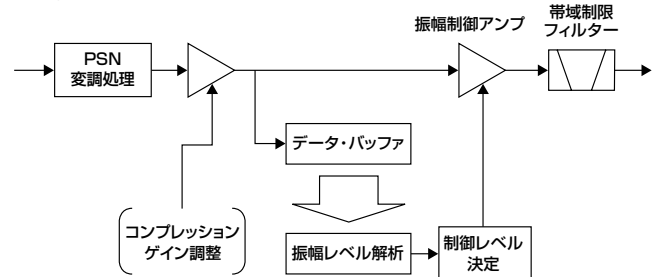 帯域制限
フィルター
振幅制御アンプ
PSN
変調処理
データ・バッファ
コンプレッション
ゲイン調整
振幅レベル解析
制御レベル
決定